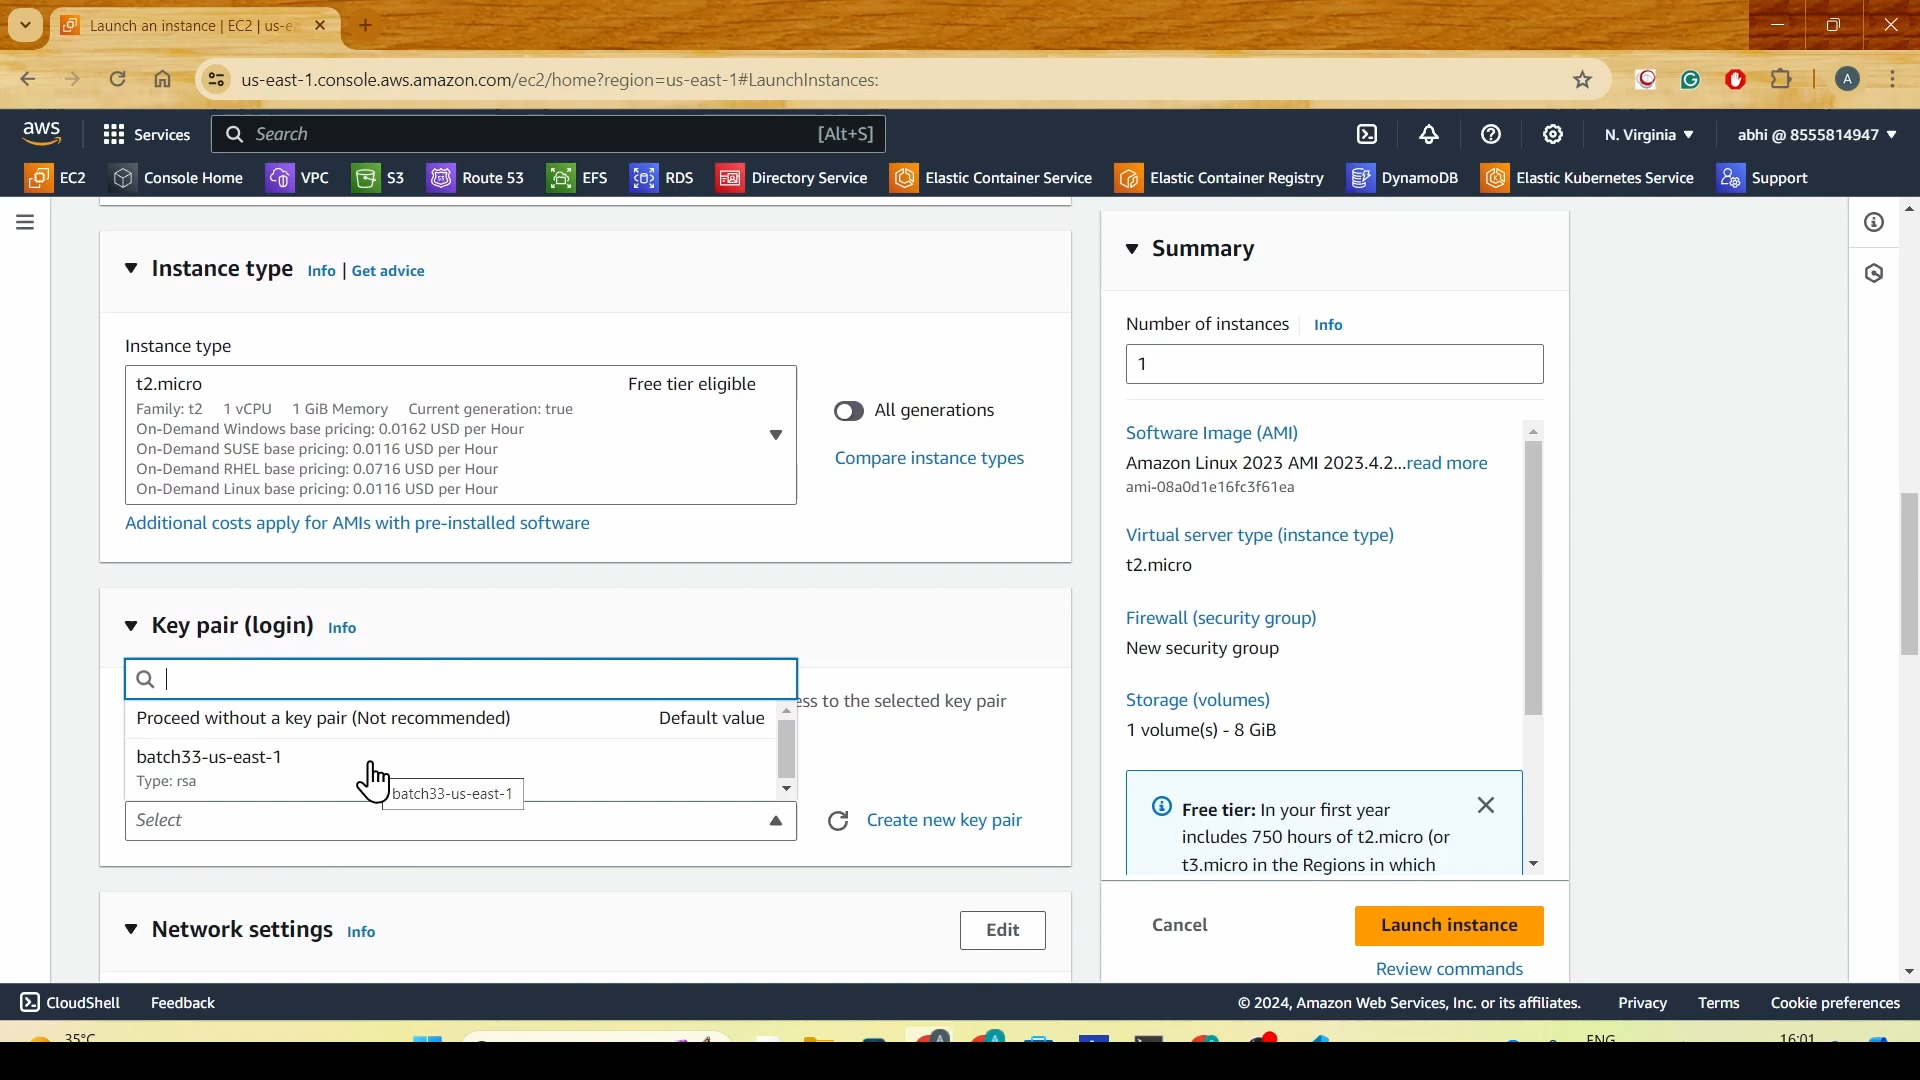 Launch an instance | EC2 | us-e
us-east-1.console.aws.amazon.com/ec2/home?region=us-east-1#LaunchInstances:
A
aws
Services
Search
[Alt+S]
N. Virginia
abhi @ 8555814947
EC2
Console Home
VPC
S3
Route 53
EFS
RDS
Directory Service
Elastic Container Service
Elastic Container Registry
DynamoDB
Elastic Kubernetes Service
Support
Instance type
Info | Get advice
Instance type
t2.micro
Free tier eligible
Family: t2 1 vCPU 1 GiB Memory Current generation: true
On-Demand Windows base pricing: 0.0162 USD per Hour
On-Demand SUSE base pricing: 0.0116 USD per Hour
On-Demand RHEL base pricing: 0.0716 USD per Hour
On-Demand Linux base pricing: 0.0116 USD per Hour
All generations
Compare instance types
Additional costs apply for AMIs with pre-installed software
Key pair (login) Info
ess to the selected key pair
Proceed without a key pair (Not recommended)
Default value
batch33-us-east-1
Type: rsa
batch33-us-east-1
Select
Create new key pair
Network settings Info
Edit
Summary
Number of instances
Info
1
Software Image (AMI)
Amazon Linux 2023 AMI 2023.4.2...read more
ami-08a0d1e16fc3f61ea
Virtual server type (instance type)
t2.micro
Firewall (security group)
New security group
Storage (volumes)
1 volume(s) - 8 GiB
Free tier: In your first year
includes 750 hours of t2.micro (or
t3.micro in the Regions in which
Cancel
Launch instance
Review commands
CloudShell
Feedback
© 2024, Amazon Web Services, Inc. or its affiliates.
Privacy
Terms
Cookie preferences
35°C
ENG
16:01